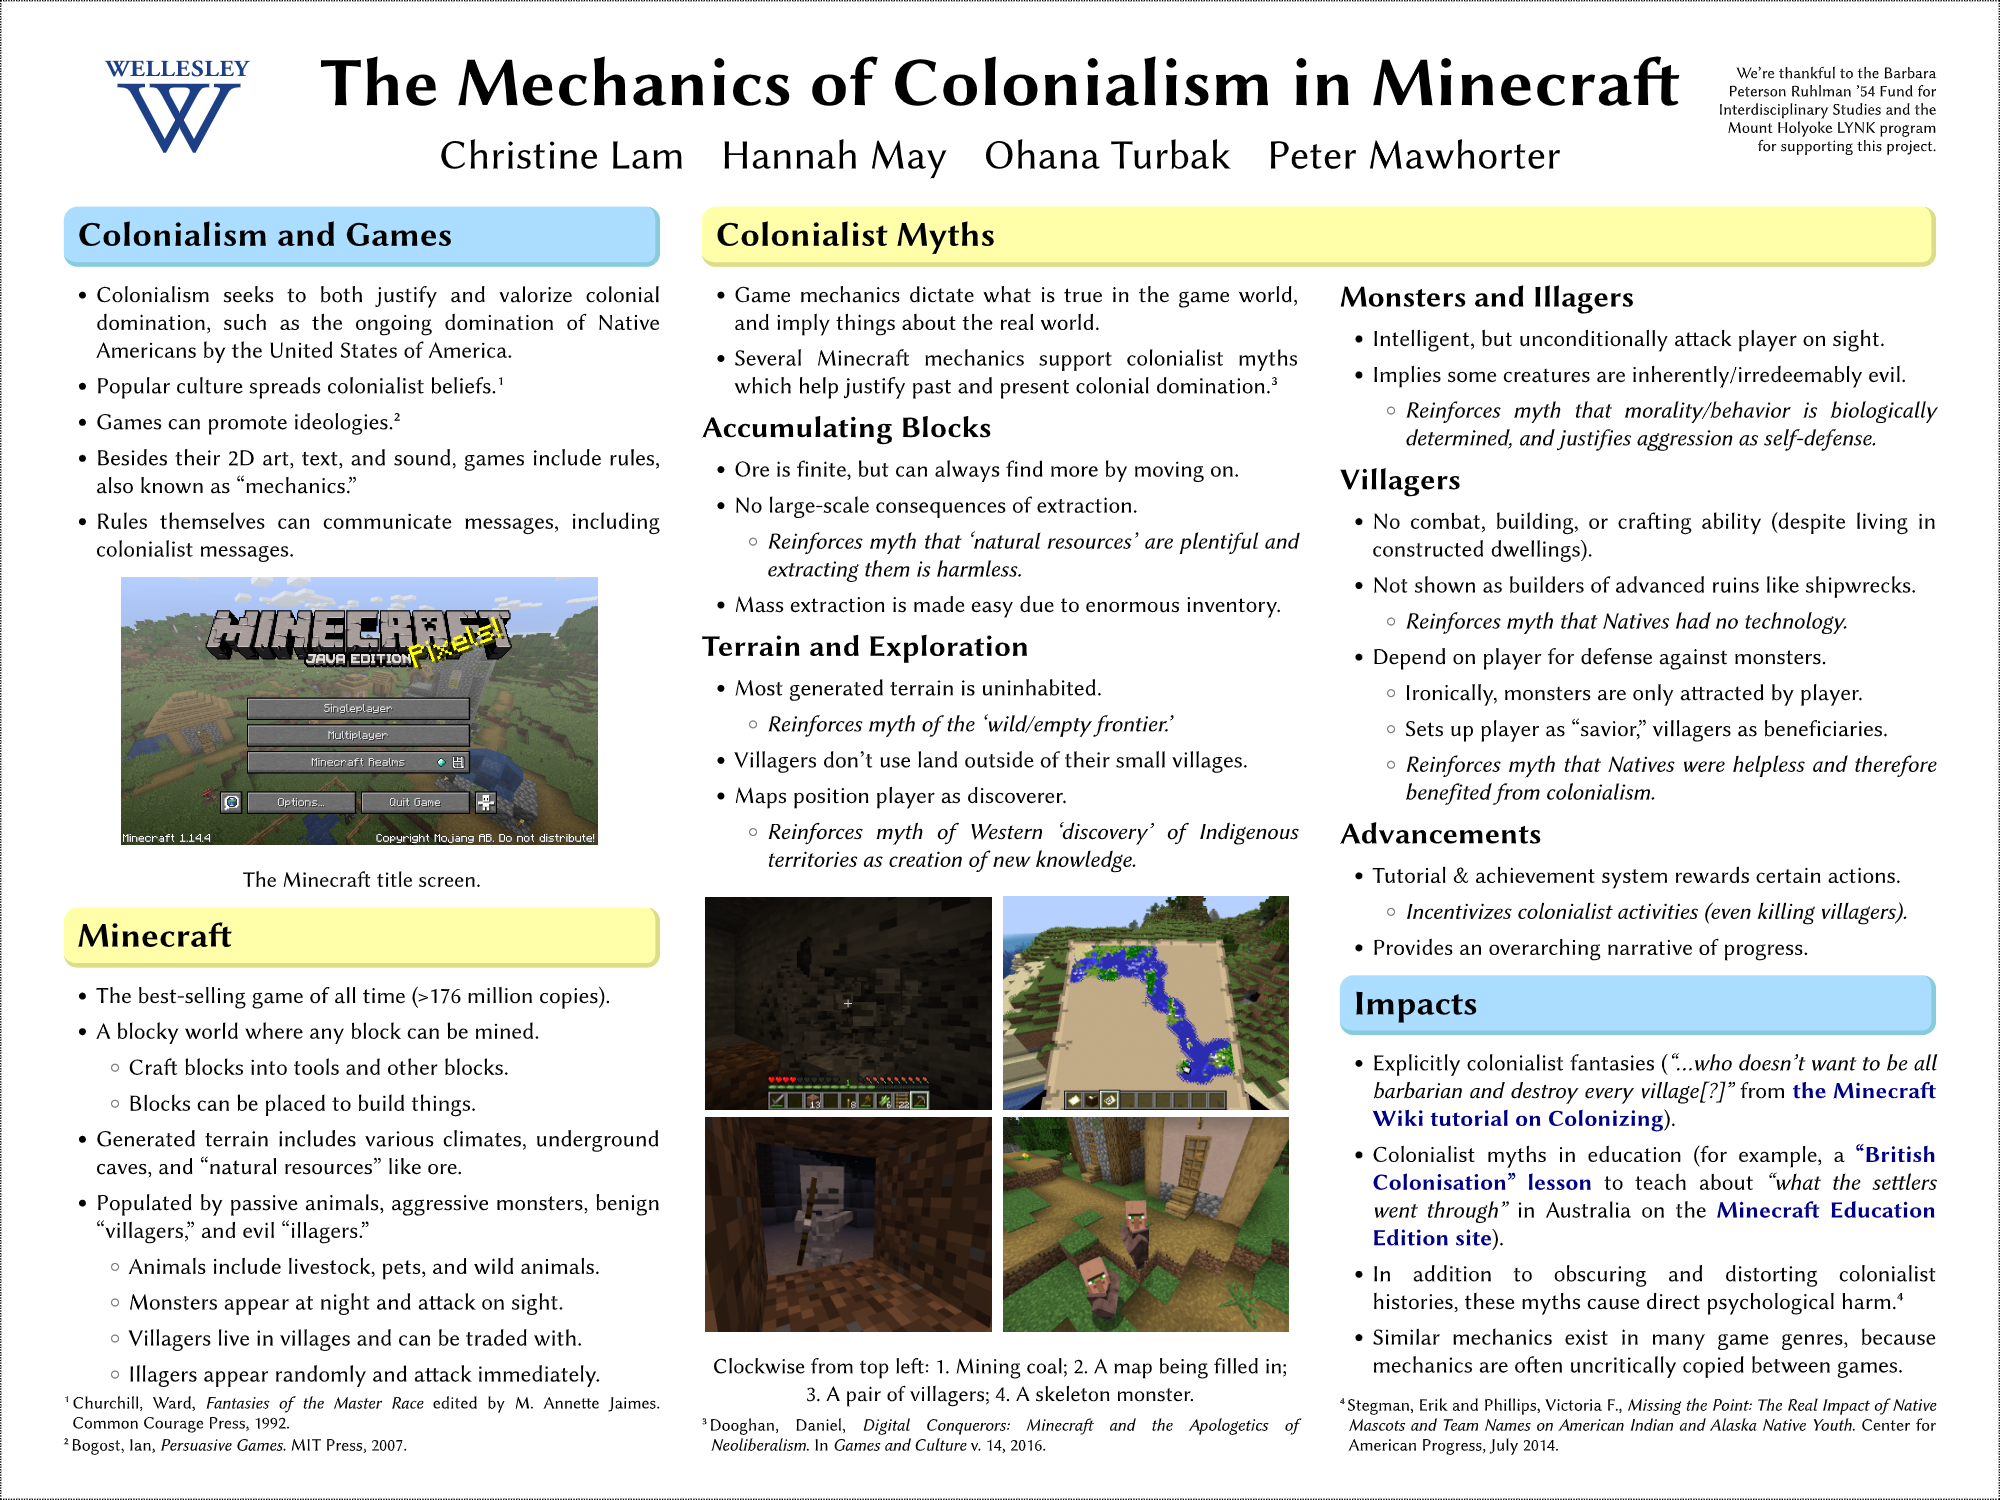 WELLESLEY
W
The Mechanics of Colonialism in Minecraft
Christine Lam Hannah May Ohana Turbak Peter Mawhorter
We're thankful to the Barbara
Peterson Ruhlman '54 Fund for
Interdisciplinary Studies and the
Mount Holyoke LYNK program
for supporting this project.
Colonialism and Games
• Colonialism seeks to both justify and valorize colonial
domination, such as the ongoing domination of Native
Americans by the United States of America.
• Popular culture spreads colonialist beliefs.¹
• Games can promote ideologies.²
• Besides their 2D art, text, and sound, games include rules,
also known as “mechanics.”
• Rules themselves can communicate messages, including
colonialist messages.
MINECRAFT
JAVA EDITION
Pixels!
Singleplayer
Multiplayer
Minecraft Realms
Options...
Quit Game
Minecraft 1.14.4
Copyright Mojang AB. Do not distribute!
The Minecraft title screen.
Minecraft
• The best-selling game of all time (>176 million copies).
• A blocky world where any block can be mined.
◦ Craft blocks into tools and other blocks.
◦ Blocks can be placed to build things.
• Generated terrain includes various climates, underground
caves, and “natural resources” like ore.
• Populated by passive animals, aggressive monsters, benign
“villagers,” and evil “illagers.”
◦ Animals include livestock, pets, and wild animals.
◦ Monsters appear at night and attack on sight.
◦ Villagers live in villages and can be traded with.
◦ Illagers appear randomly and attack immediately.
¹ Churchill, Ward, Fantasies of the Master Race edited by M. Annette Jaimes.
Common Courage Press, 1992.
² Bogost, Ian, Persuasive Games. MIT Press, 2007.
Colonialist Myths
• Game mechanics dictate what is true in the game world,
and imply things about the real world.
• Several Minecraft mechanics support colonialist myths
which help justify past and present colonial domination.³
Accumulating Blocks
• Ore is finite, but can always find more by moving on.
• No large-scale consequences of extraction.
◦ Reinforces myth that ‘natural resources’ are plentiful and
extracting them is harmless.
• Mass extraction is made easy due to enormous inventory.
Terrain and Exploration
• Most generated terrain is uninhabited.
◦ Reinforces myth of the ‘wild/empty frontier.’
• Villagers don't use land outside of their small villages.
• Maps position player as discoverer.
◦ Reinforces myth of Western ‘discovery’ of Indigenous
territories as creation of new knowledge.
13 8 6 22
Clockwise from top left: 1. Mining coal; 2. A map being filled in;
3. A pair of villagers; 4. A skeleton monster.
³ Dooghan, Daniel, Digital Conquerors: Minecraft and the Apologetics of
Neoliberalism. In Games and Culture v. 14, 2016.
Monsters and Illagers
• Intelligent, but unconditionally attack player on sight.
• Implies some creatures are inherently/irredeemably evil.
◦ Reinforces myth that morality/behavior is biologically
determined, and justifies aggression as self-defense.
Villagers
• No combat, building, or crafting ability (despite living in
constructed dwellings).
• Not shown as builders of advanced ruins like shipwrecks.
◦ Reinforces myth that Natives had no technology.
• Depend on player for defense against monsters.
◦ Ironically, monsters are only attracted by player.
◦ Sets up player as “savior,” villagers as beneficiaries.
◦ Reinforces myth that Natives were helpless and therefore
benefited from colonialism.
Advancements
• Tutorial & achievement system rewards certain actions.
◦ Incentivizes colonialist activities (even killing villagers).
• Provides an overarching narrative of progress.
Impacts
• Explicitly colonialist fantasies (“...who doesn't want to be all
barbarian and destroy every village[?]” from the Minecraft
Wiki tutorial on Colonizing).
• Colonialist myths in education (for example, a “British
Colonisation” lesson to teach about “what the settlers
went through” in Australia on the Minecraft Education
Edition site).
• In addition to obscuring and distorting colonialist
histories, these myths cause direct psychological harm.⁴
• Similar mechanics exist in many game genres, because
mechanics are often uncritically copied between games.
⁴ Stegman, Erik and Phillips, Victoria F., Missing the Point: The Real Impact of Native
Mascots and Team Names on American Indian and Alaska Native Youth. Center for
American Progress, July 2014.